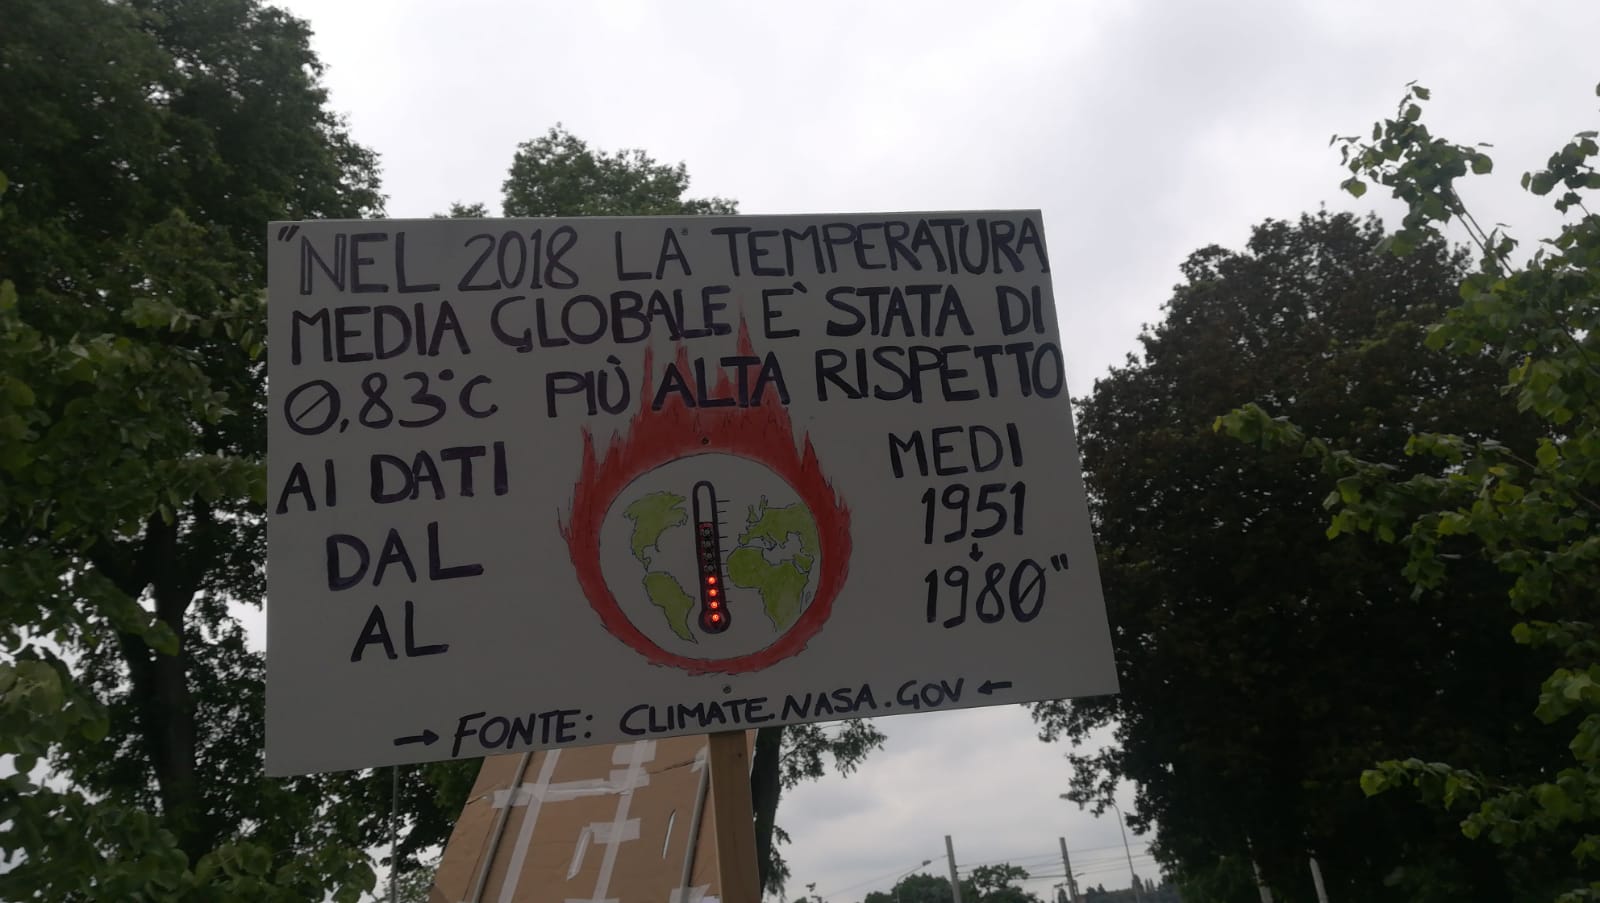 "NEL 2018 LA TEMPERATURA
MEDIA GLOBALE E` STATA DI
0,83°C PIÙ ALTA RISPETTO
AI DATI MEDI
DAL 1951
AL 1980"
→ FONTE: CLIMATE.NASA.GOV ←